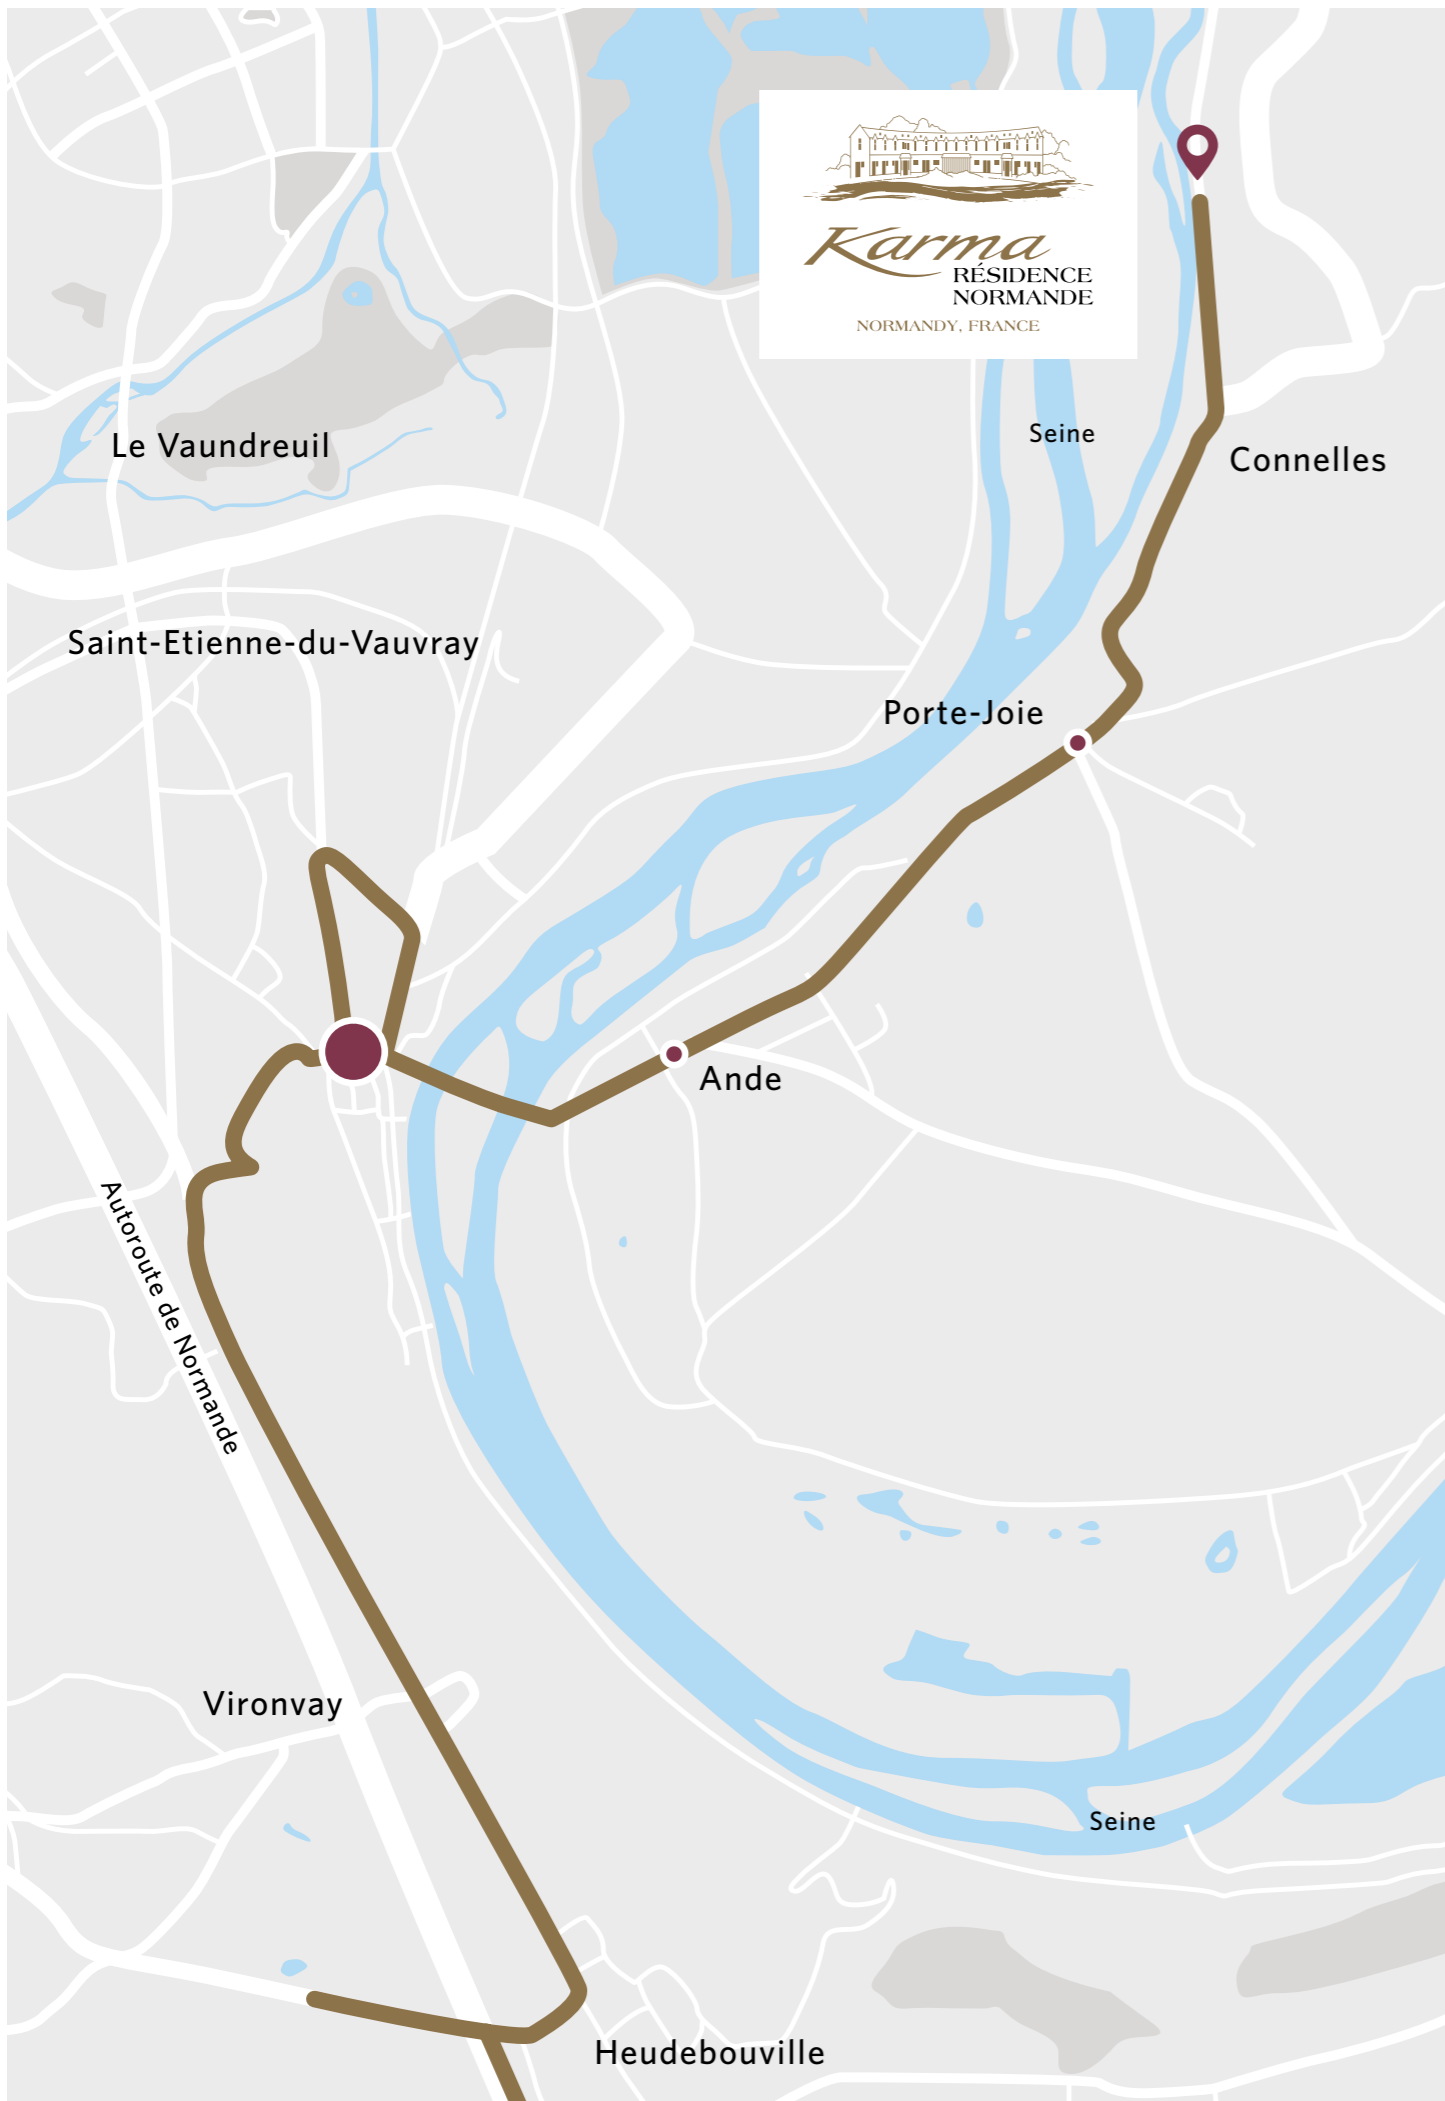 Karma
RÉSIDENCE
NORMANDE
NORMANDY, FRANCE
Seine
Le Vaundreuil
Connelles
Saint-Etienne-du-Vauvray
Porte-Joie
Ande
Autoroute de Normande
Vironvay
Seine
Heudebouville